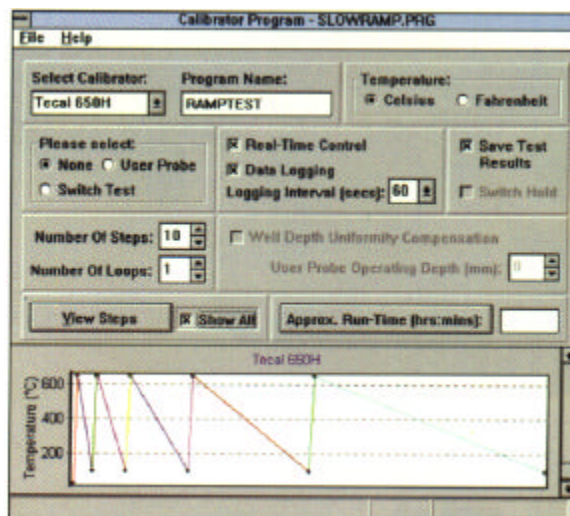 Calibrator Program - SLOWRAMP.PRG
File Help
Select Calibrator:
Tecal 650H
Program Name:
RAMPTEST
Temperature:
Celsius Fahrenheit
Please select:
None User Probe
Switch Test
Real-Time Control
Data Logging
Logging Interval (secs): 60
Save Test
Results
Switch Hold
Number Of Steps: 10
Number Of Loops: 1
Well Depth Uniformity Compensation
User Probe Operating Depth (mm): 0
View Steps
Show All
Approx. Run-Time (hrs:mins):
Tecal 650H
Temperature (°C)
600
400
200